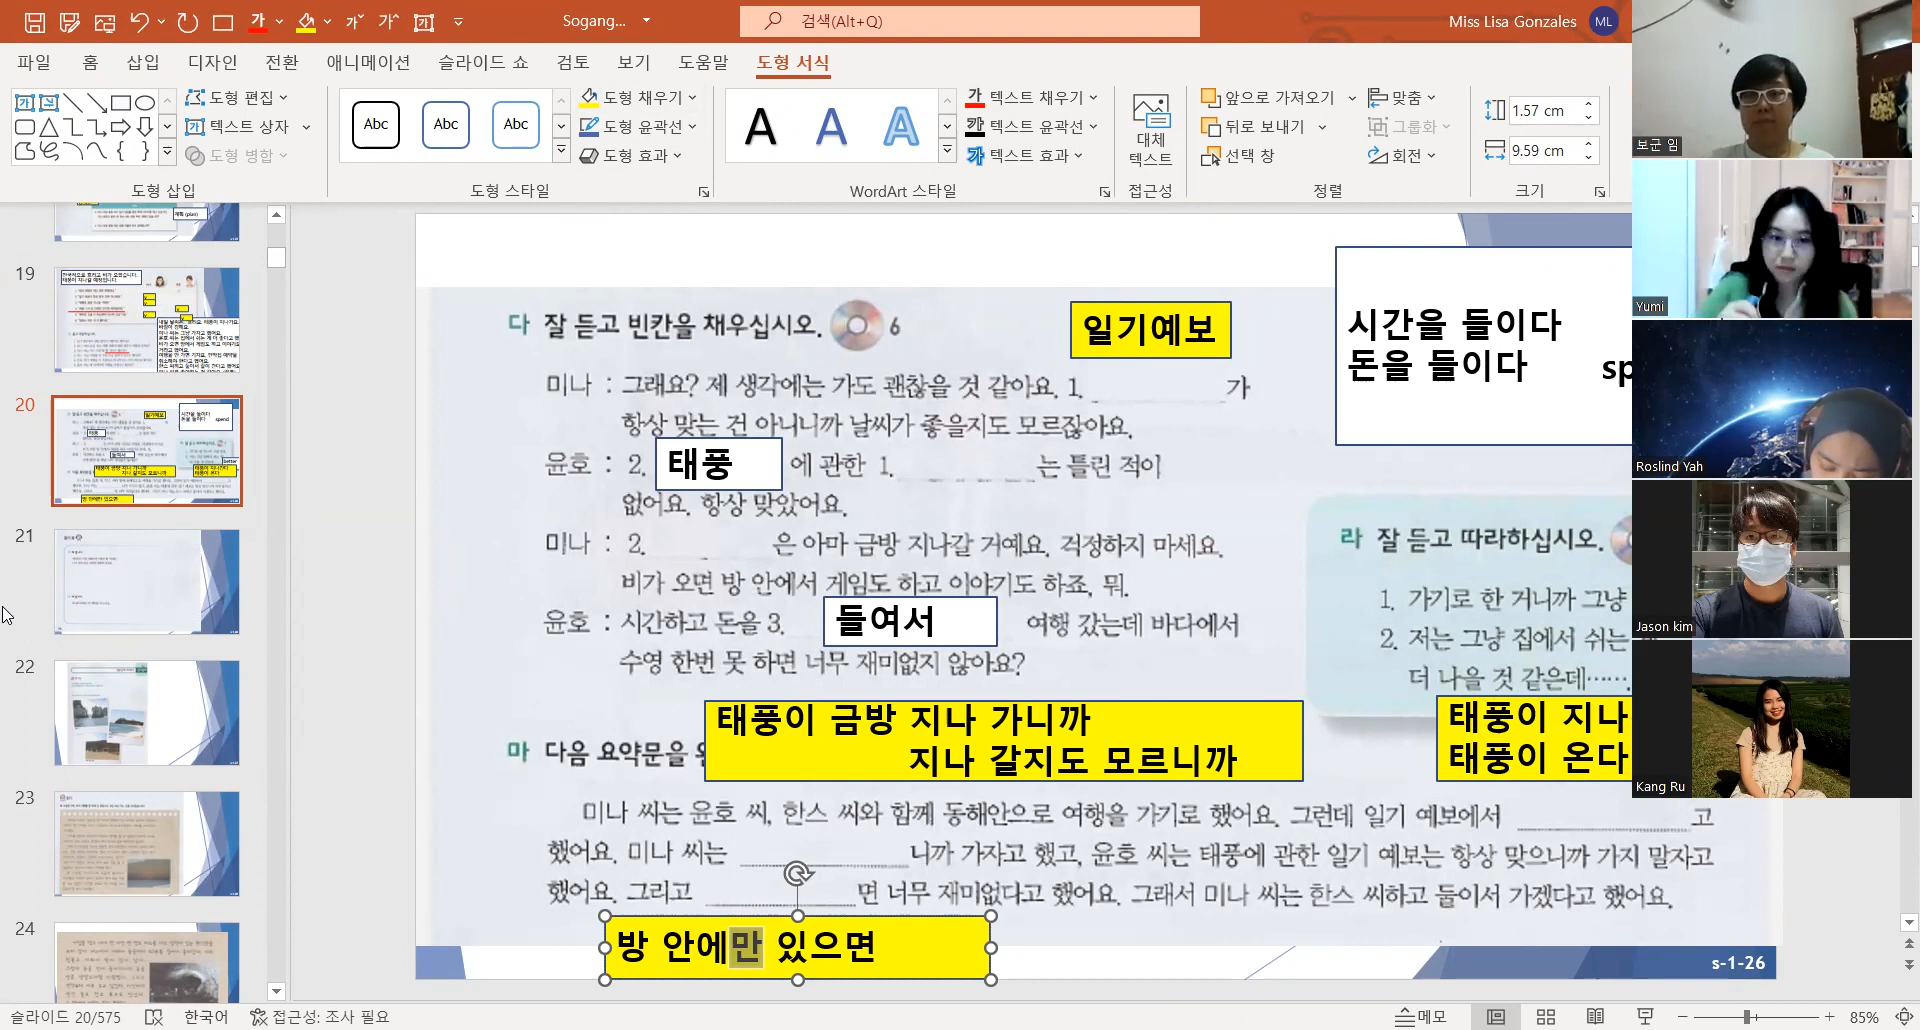 Sogang...
검색(Alt+Q)
Miss Lisa Gonzales
ML
파일 홈 삽입 디자인 전환 애니메이션 슬라이드 쇼 검토 보기 도움말 도형 서식
도형 편집
텍스트 상자
도형 병합
도형 삽입
Abc Abc Abc
도형 채우기
도형 윤곽선
도형 효과
도형 스타일
A A A
텍스트 채우기
텍스트 윤곽선
텍스트 효과
WordArt 스타일
대체
텍스트
접근성
앞으로 가져오기
뒤로 보내기
선택 창
맞춤
그룹화
회전
정렬
1.57 cm
9.59 cm
크기
19
20
21
22
23
24
다 잘 듣고 빈칸을 채우십시오. 6
일기예보
시간을 들이다
돈을 들이다 sp
미나 : 그래요? 제 생각에는 가도 괜찮을 것 같아요. 1. 가
항상 맞는 건 아니니까 날씨가 좋을지도 모르잖아요.
윤호 : 2. 태풍 에 관한 1. 는 틀린 적이
없어요. 항상 맞았어요.
미나 : 2. 은 아마 금방 지나갈 거예요. 걱정하지 마세요.
비가 오면 방 안에서 게임도 하고 이야기도 하죠, 뭐.
윤호 : 시간하고 돈을 3. 들여서 여행 갔는데 바다에서
수영 한번 못 하면 너무 재미없지 않아요?
라 잘 듣고 따라하십시오.
1. 가기로 한 거니까 그냥
2. 저는 그냥 집에서 쉬는
더 나을 것 같은데…….
태풍이 금방 지나 가니까
지나 갈지도 모르니까
태풍이 지나
태풍이 온다
마 다음 요약문을
미나 씨는 윤호 씨, 한스 씨와 함께 동해안으로 여행을 가기로 했어요. 그런데 일기 예보에서 고
했어요. 미나 씨는 니까 가자고 했고, 윤호 씨는 태풍에 관한 일기 예보는 항상 맞으니까 가지 말자고
했어요. 그리고 면 너무 재미없다고 했어요. 그래서 미나 씨는 한스 씨하고 둘이서 가겠다고 했어요.
방 안에만 있으면
s-1-26
보군 임
Yumi
Roslind Yah
Jason kim
Kang Ru
슬라이드 20/575
한국어
접근성: 조사 필요
메모
85%